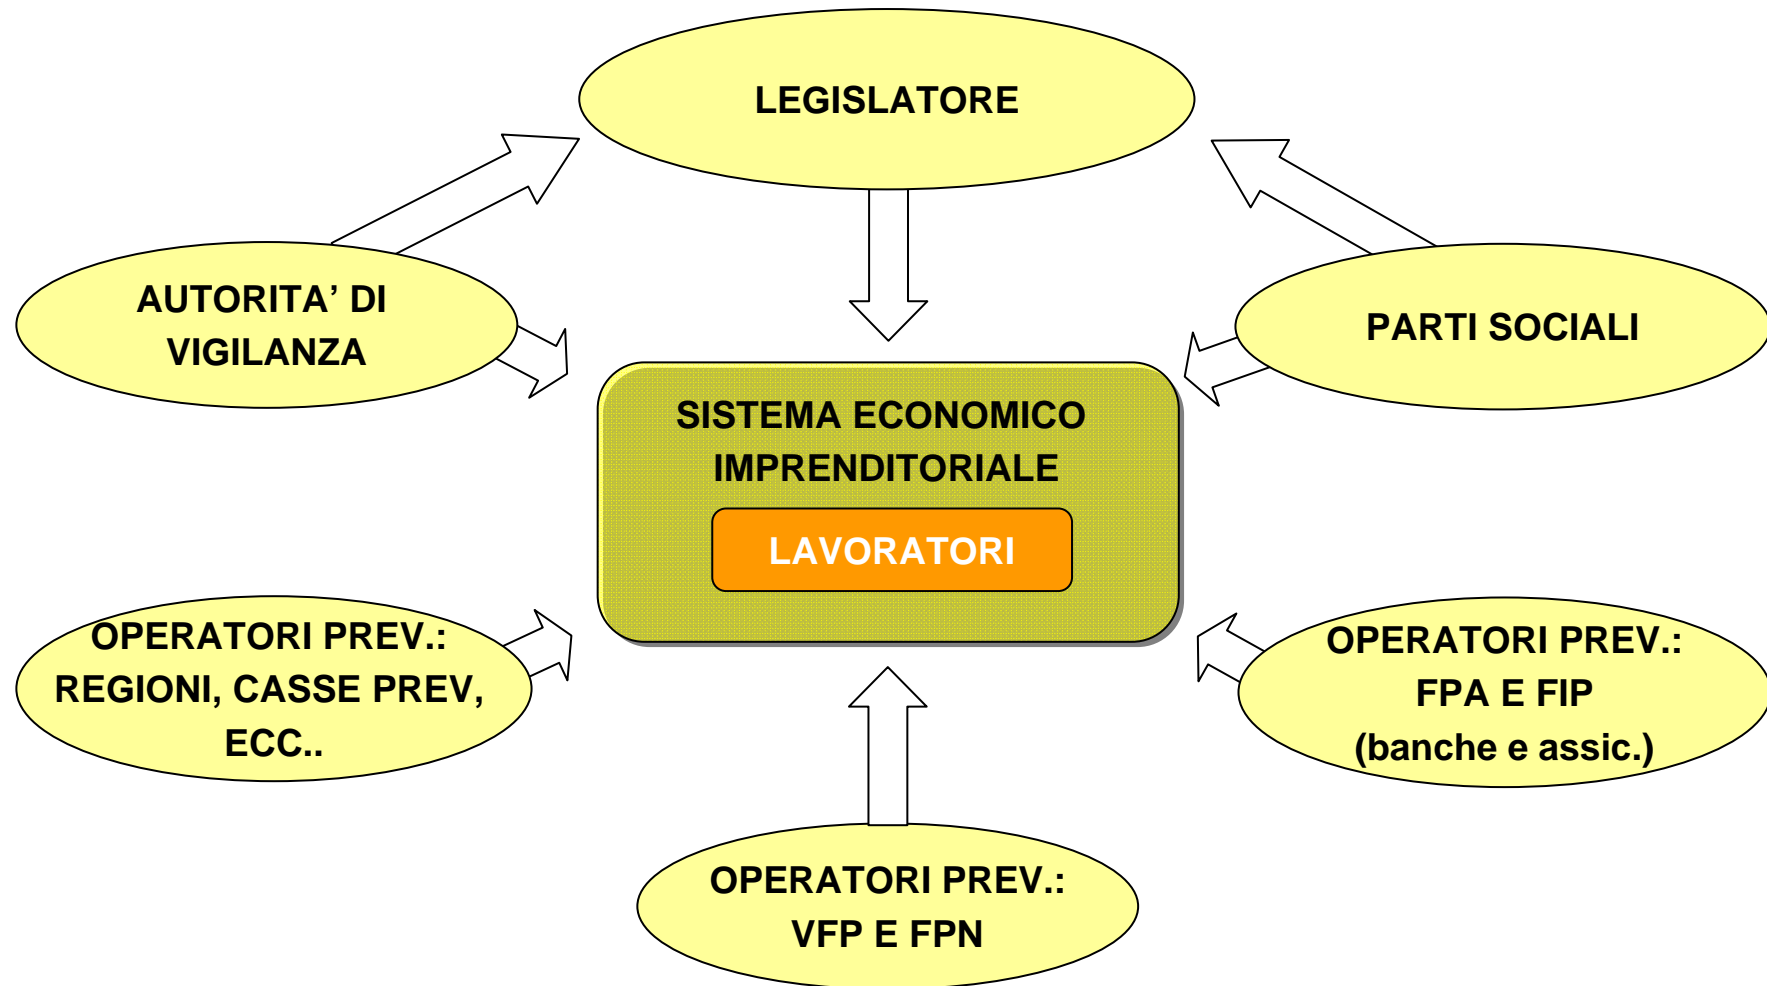 LEGISLATORE
AUTORITA’ DI
VIGILANZA
PARTI SOCIALI
SISTEMA ECONOMICO
IMPRENDITORIALE
LAVORATORI
OPERATORI PREV.:
REGIONI, CASSE PREV,
ECC..
OPERATORI PREV.:
FPA E FIP
(banche e assic.)
OPERATORI PREV.:
VFP E FPN